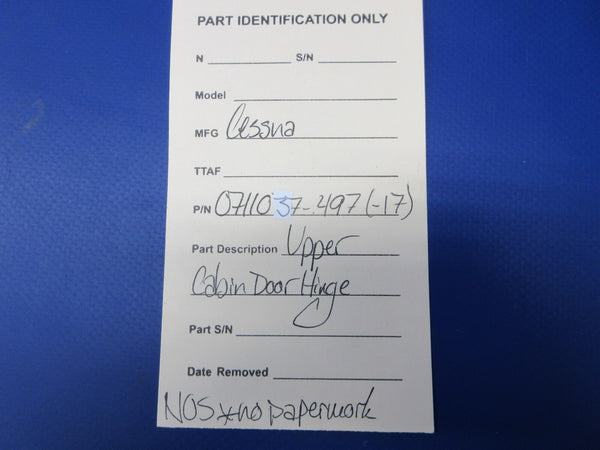 PART IDENTIFICATION ONLY
N S/N
Model
MFG Cessna
TTAF
P/N 0711037-497 (-17)
Part Description Upper
Cabin Door Hinge
Part S/N
Date Removed
NOS * no paperwork